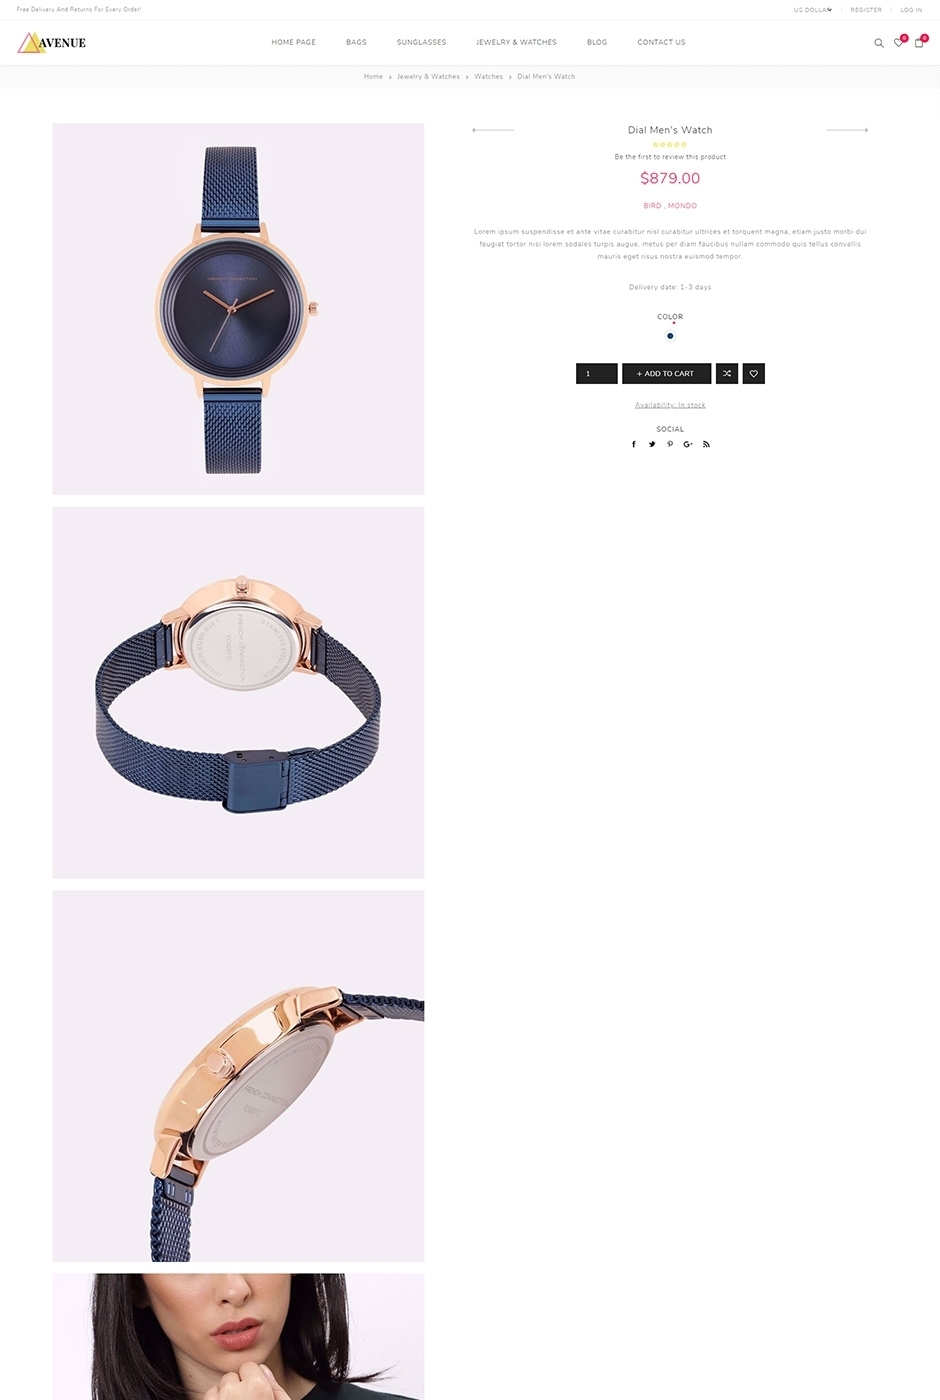 Free Delivery And Returns For Every Order!
US DOLLAR
REGISTER
LOG IN
AVENUE
HOME PAGE
BAGS
SUNGLASSES
JEWELRY & WATCHES
BLOG
CONTACT US
0
0
Home
Jewelry & Watches
Watches
Dial Men's Watch
Dial Men's Watch
Be the first to review this product
$879.00
BIRD , MONDO
Lorem ipsum suspendisse et ante vitae curabitur nisl curabitur ultrices et torquent magna, etiam justo morbi dui
feugiat tortor nisi lorem sodales turpis augue, metus per diam faucibus nullam commodo quis tellus convallis
mauris eget risus nostra euismod tempor.
Delivery date: 1-3 days
COLOR
*
1
+ ADD TO CART
Availability: In stock
SOCIAL
FRENCH CONNECTION
FRENCH CONNECTION
STAINLESS STEEL BACK
FRENCH CONNECTION